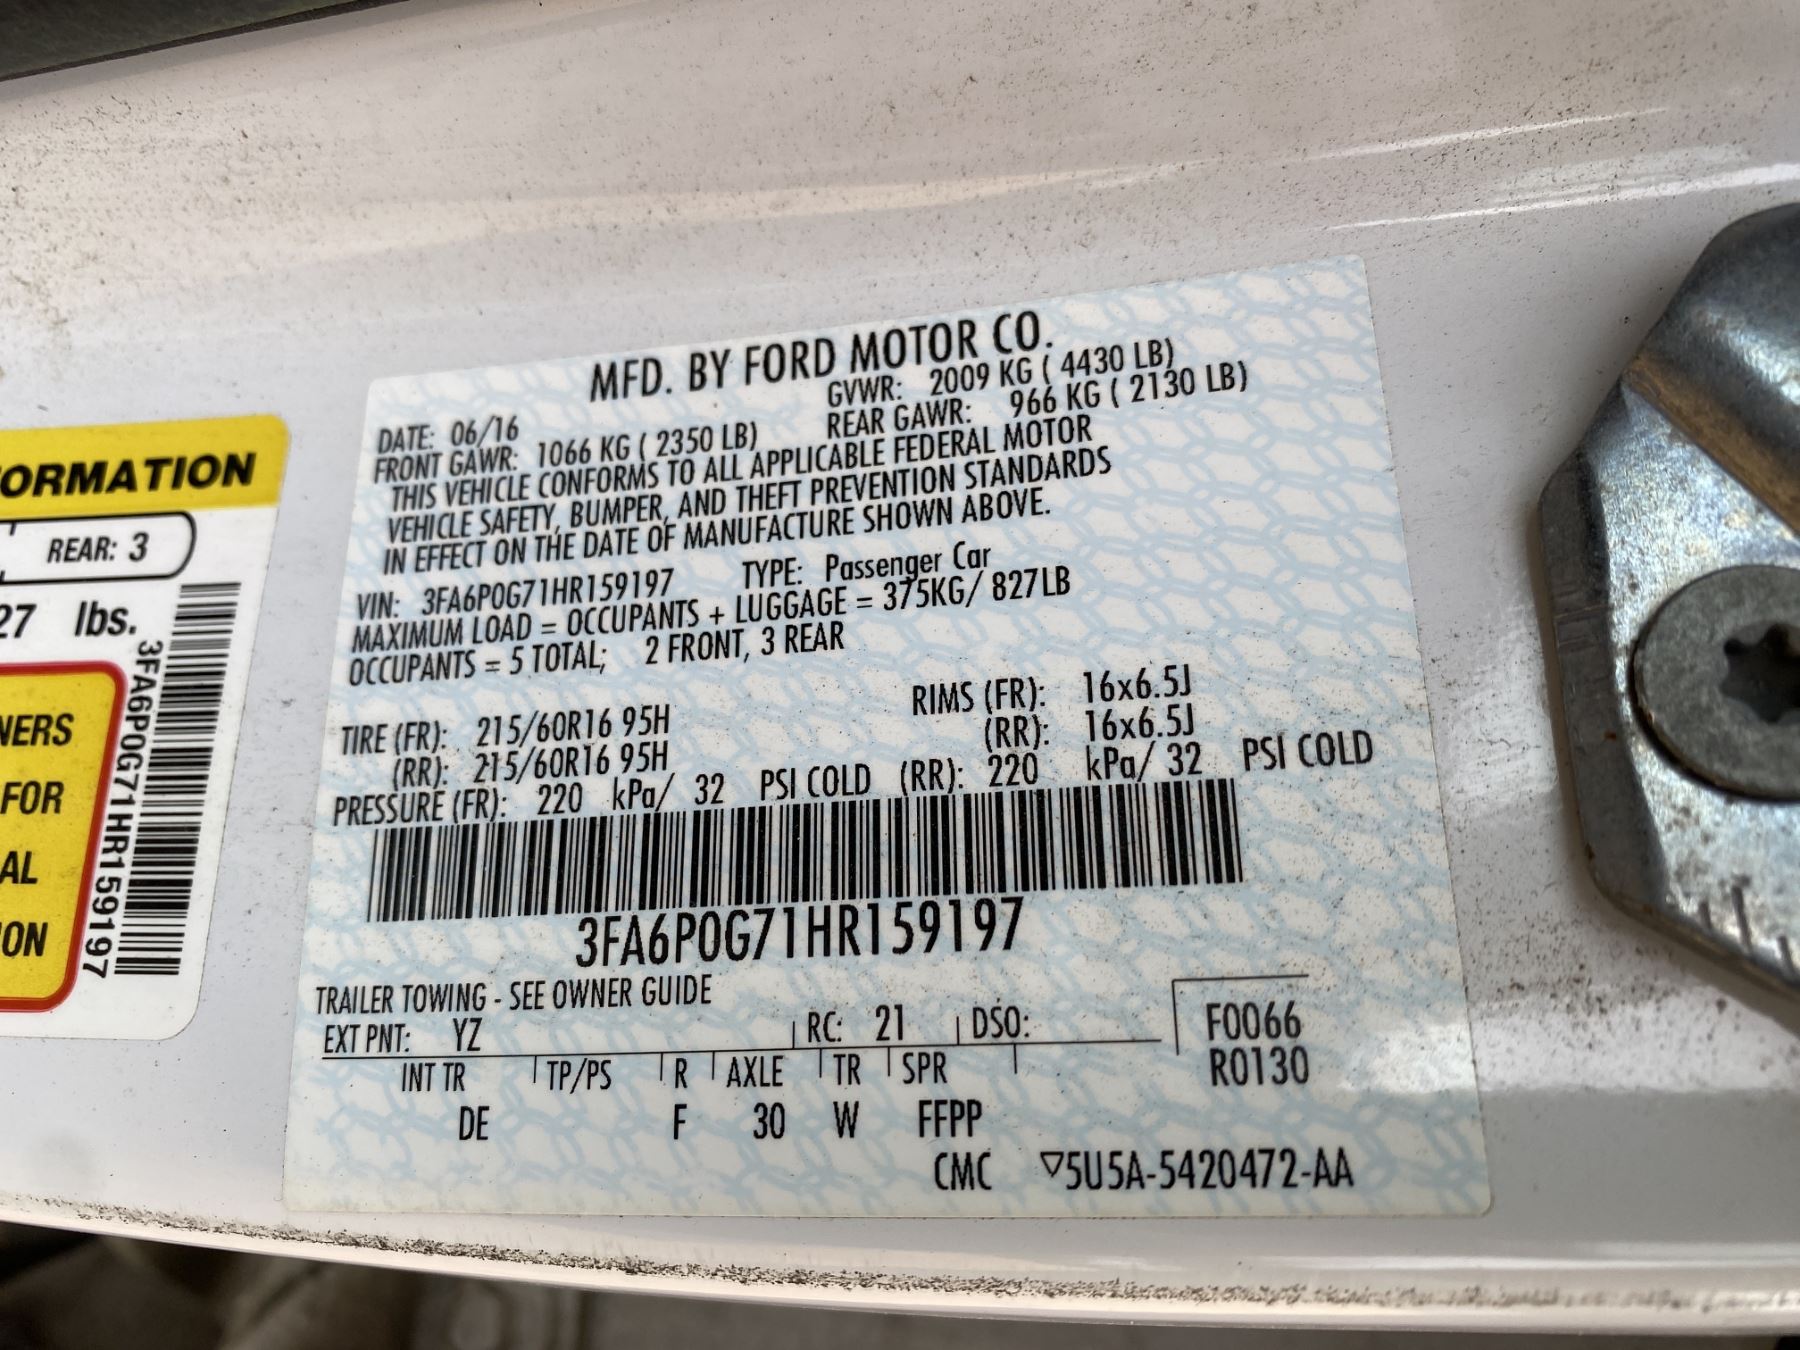 MFD. BY FORD MOTOR CO.
DATE: 06/16 GVWR: 2009 KG ( 4430 LB)
FRONT GAWR: 1066 KG ( 2350 LB) REAR GAWR: 966 KG ( 2130 LB)
THIS VEHICLE CONFORMS TO ALL APPLICABLE FEDERAL MOTOR
VEHICLE SAFETY, BUMPER, AND THEFT PREVENTION STANDARDS
IN EFFECT ON THE DATE OF MANUFACTURE SHOWN ABOVE.
VIN: 3FA6P0G71HR159197 TYPE: Passenger Car
MAXIMUM LOAD = OCCUPANTS + LUGGAGE = 375KG/ 827LB
OCCUPANTS = 5 TOTAL; 2 FRONT, 3 REAR
TIRE (FR): 215/60R16 95H RIMS (FR): 16x6.5J
(RR): 215/60R16 95H (RR): 16x6.5J
PRESSURE (FR): 220 kPa/ 32 PSI COLD (RR): 220 kPa/ 32 PSI COLD
3FA6P0G71HR159197
TRAILER TOWING - SEE OWNER GUIDE
EXT PNT: YZ RC: 21 DSO: F0066
INT TR TP/PS R AXLE TR SPR R0130
DE F 30 W FFPP
CMC ▽5U5A-5420472-AA
ORMATION
REAR: 3
27 lbs.
NERS
FOR
AL
ON
3FA6P0G71HR159197